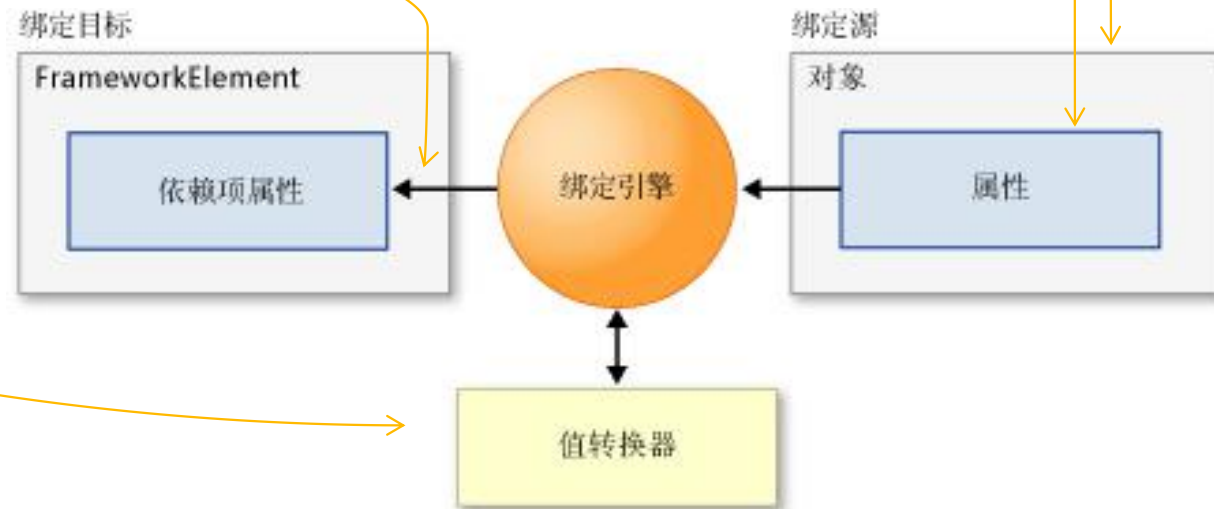 绑定目标
绑定源
FrameworkElement
对象
依赖项属性
绑定引擎
属性
值转换器